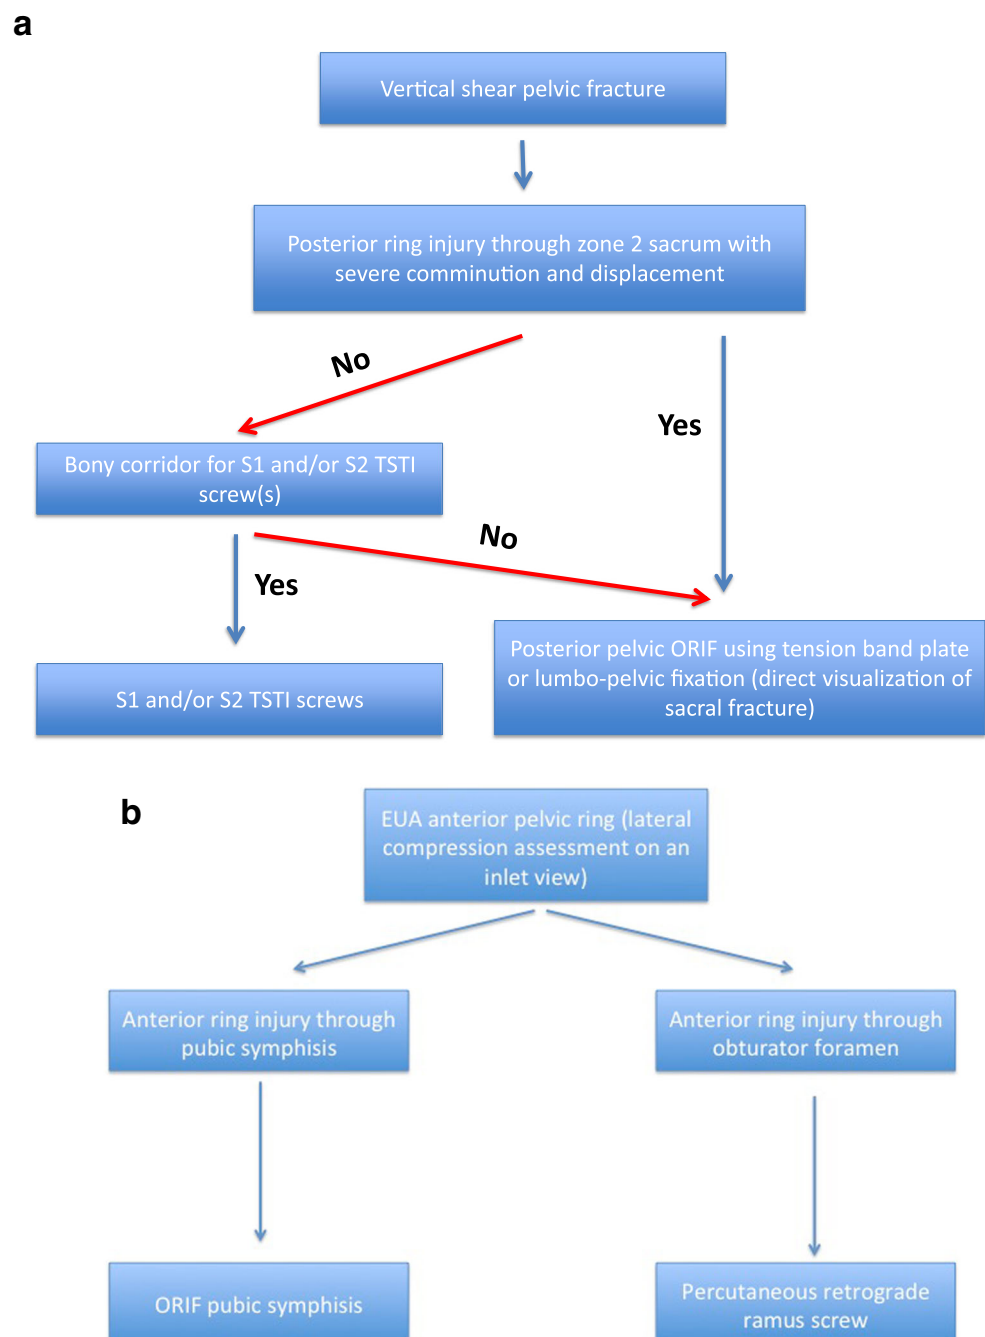 a
Vertical shear pelvic fracture
Posterior ring injury through zone 2 sacrum with
severe comminution and displacement
No
Yes
Bony corridor for S1 and/or S2 TSTI
screw(s)
No
Yes
S1 and/or S2 TSTI screws
Posterior pelvic ORIF using tension band plate
or lumbo-pelvic fixation (direct visualization of
sacral fracture)
b
EUA anterior pelvic ring (lateral
compression assessment on an
inlet view)
Anterior ring injury through
pubic symphisis
Anterior ring injury through
obturator foramen
ORIF pubic symphisis
Percutaneous retrograde
ramus screw